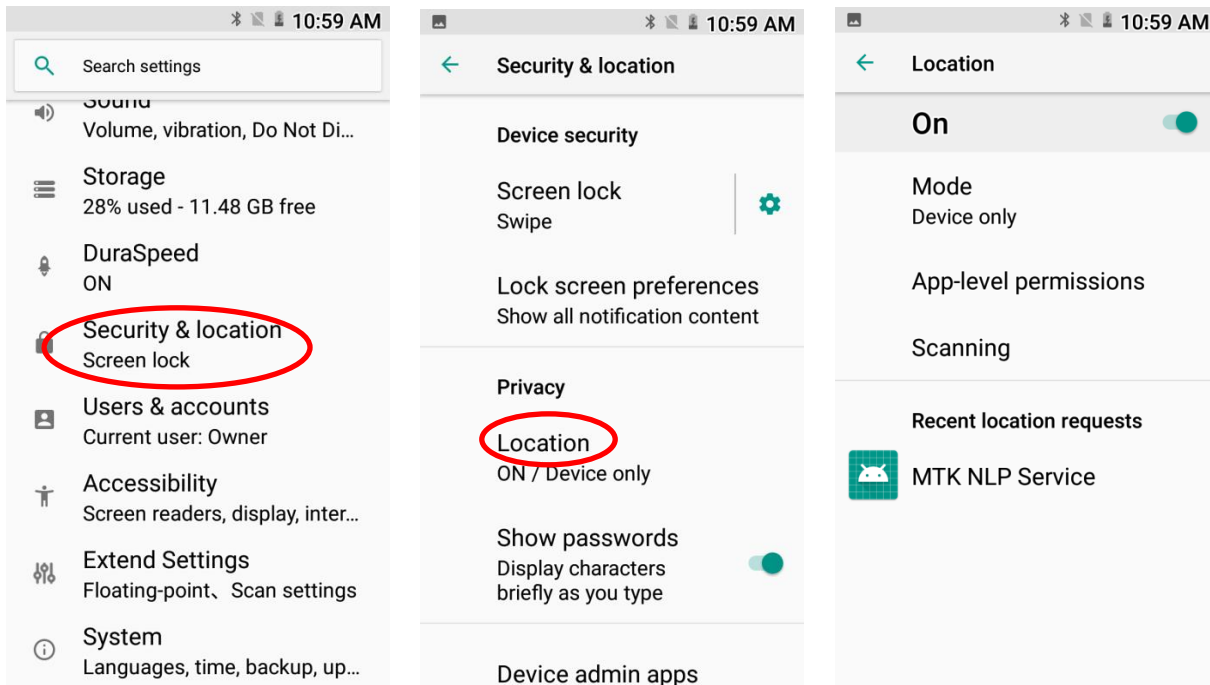 10:59 AM
Search settings
Sound
Volume, vibration, Do Not Di...
Storage
28% used - 11.48 GB free
DuraSpeed
ON
Security & location
Screen lock
Users & accounts
Current user: Owner
Accessibility
Screen readers, display, inter...
Extend Settings
Floating-point、Scan settings
System
Languages, time, backup, up...
10:59 AM
Security & location
Device security
Screen lock
Swipe
Lock screen preferences
Show all notification content
Privacy
Location
ON / Device only
Show passwords
Display characters
briefly as you type
Device admin apps
10:59 AM
Location
On
Mode
Device only
App-level permissions
Scanning
Recent location requests
MTK NLP Service